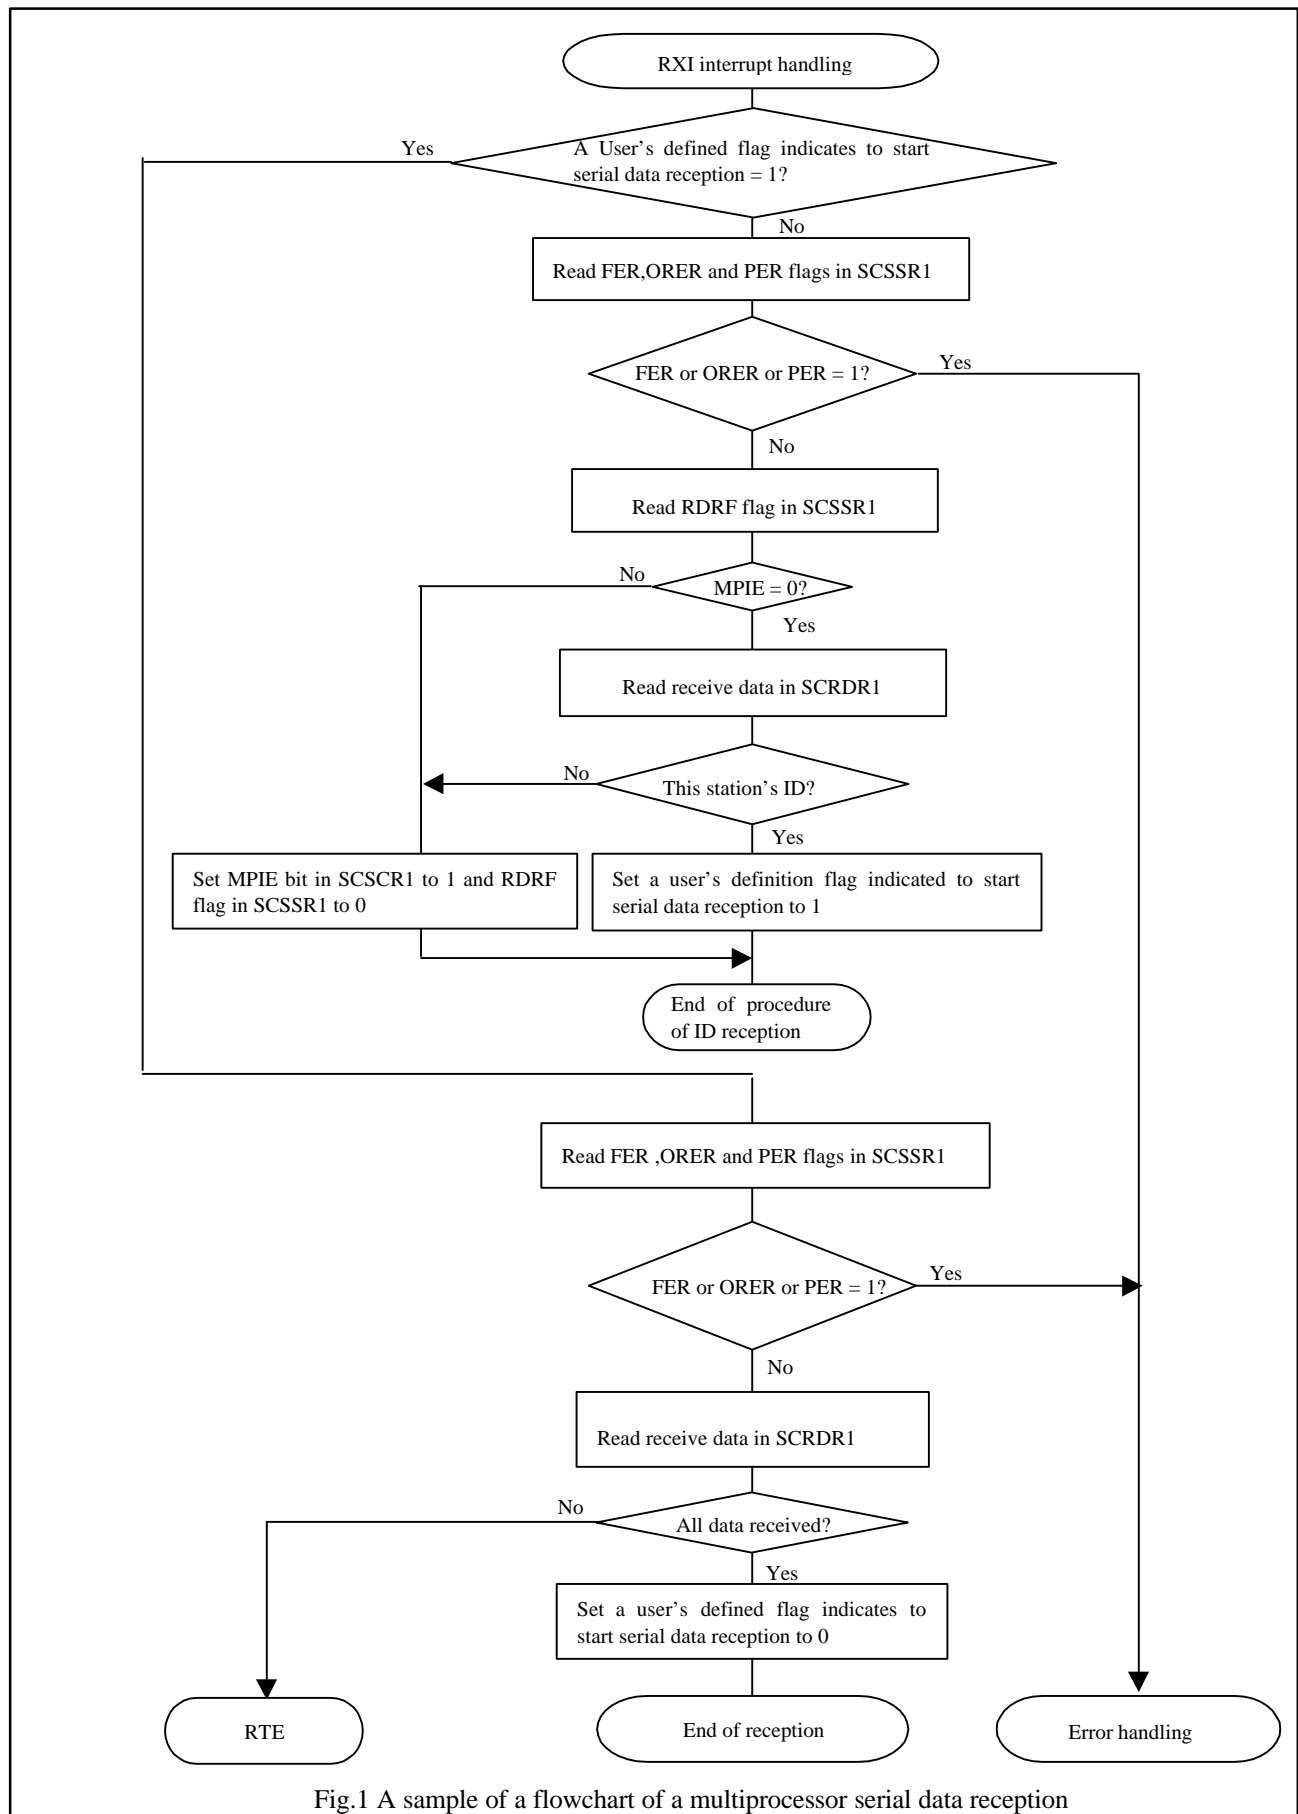 RXI interrupt handling
Yes
A User's defined flag indicates to start
serial data reception = 1?
No
Read FER,ORER and PER flags in SCSSR1
FER or ORER or PER = 1?
Yes
No
Read RDRF flag in SCSSR1
No
MPIE = 0?
Yes
Read receive data in SCRDR1
No
This station's ID?
Yes
Set MPIE bit in SCSCR1 to 1 and RDRF
flag in SCSSR1 to 0
Set a user's definition flag indicated to start
serial data reception to 1
End of procedure
of ID reception
Read FER ,ORER and PER flags in SCSSR1
FER or ORER or PER = 1?
Yes
No
Read receive data in SCRDR1
No
All data received?
Yes
Set a user's defined flag indicates to
start serial data reception to 0
RTE
End of reception
Error handling
Fig.1 A sample of a flowchart of a multiprocessor serial data reception